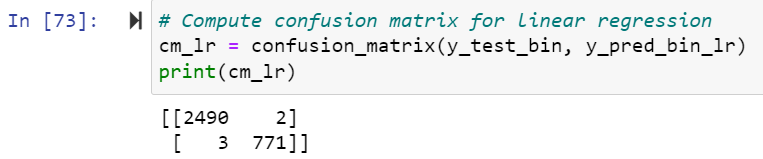 In [73]:
# Compute confusion matrix for linear regression
cm_lr = confusion_matrix(y_test_bin, y_pred_bin_lr)
print(cm_lr)
[[2490    2]
 [   3  771]]